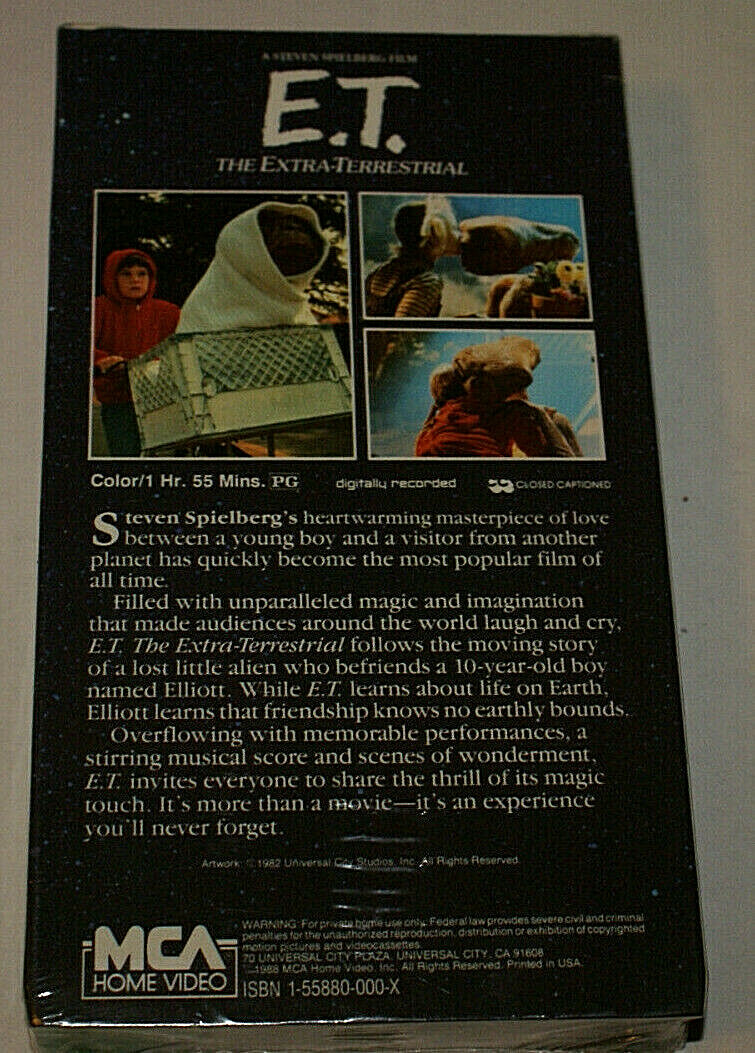 A STEVEN SPIELBERG FILM
E.T.
THE EXTRA-TERRESTRIAL
Color/1 Hr. 55 Mins. PG digitally recorded CLOSED CAPTIONED
Steven Spielberg's heartwarming masterpiece of love
between a young boy and a visitor from another
planet has quickly become the most popular film of
all time.
Filled with unparalleled magic and imagination
that made audiences around the world laugh and cry,
E.T. The Extra-Terrestrial follows the moving story
of a lost little alien who befriends a 10-year-old boy
named Elliott. While E.T. learns about life on Earth,
Elliott learns that friendship knows no earthly bounds.
Overflowing with memorable performances, a
stirring musical score and scenes of wonderment,
E.T. invites everyone to share the thrill of its magic
touch. It's more than a movie—it's an experience
you'll never forget.
Artwork: ©1982 Universal City Studios, Inc. All Rights Reserved.
MCA
HOME VIDEO
WARNING: For private home use only. Federal law provides severe civil and criminal
penalties for the unauthorized reproduction, distribution or exhibition of copyrighted
motion pictures and videocassettes.
70 UNIVERSAL CITY PLAZA, UNIVERSAL CITY, CA 91608
©1988 MCA Home Video, Inc. All Rights Reserved. Printed in USA.
ISBN 1-55880-000-X